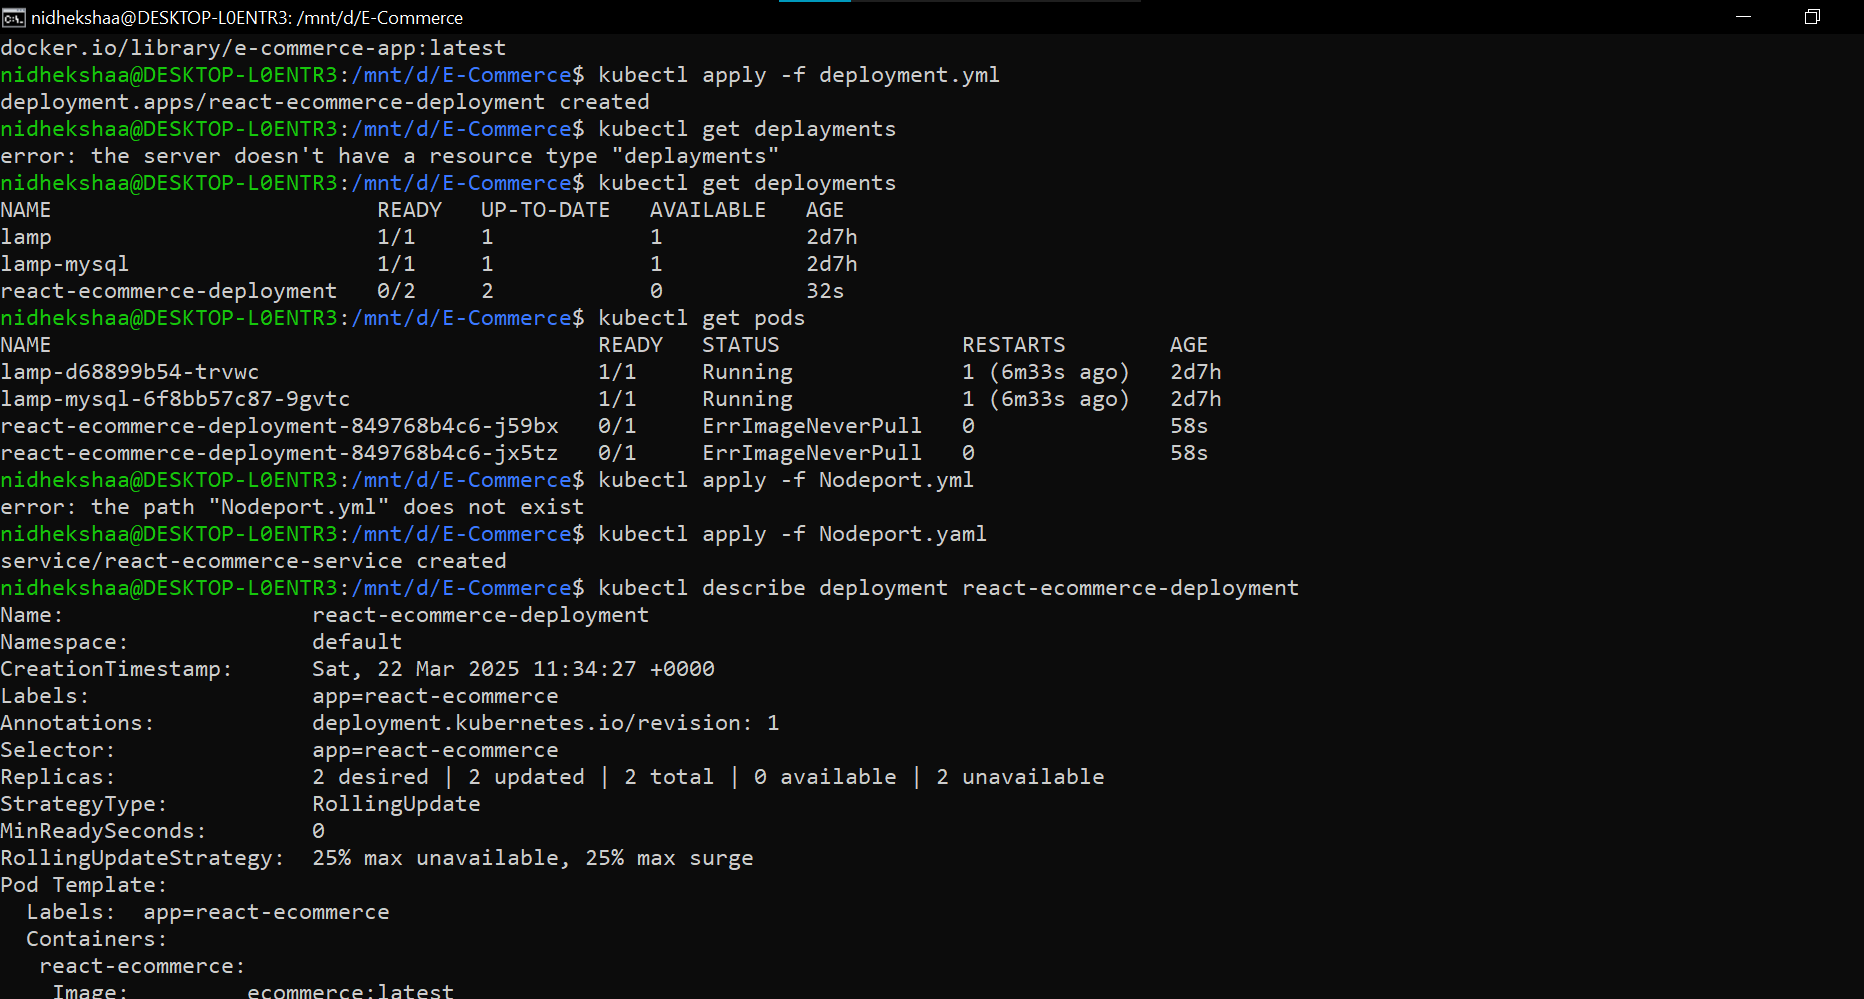 nidhekshaa@DESKTOP-L0ENTR3: /mnt/d/E-Commerce
docker.io/library/e-commerce-app:latest
nidhekshaa@DESKTOP-L0ENTR3:/mnt/d/E-Commerce$ kubectl apply -f deployment.yml
deployment.apps/react-ecommerce-deployment created
nidhekshaa@DESKTOP-L0ENTR3:/mnt/d/E-Commerce$ kubectl get deplayments
error: the server doesn't have a resource type "deplayments"
nidhekshaa@DESKTOP-L0ENTR3:/mnt/d/E-Commerce$ kubectl get deployments
NAME                         READY   UP-TO-DATE   AVAILABLE   AGE
lamp                         1/1     1            1           2d7h
lamp-mysql                   1/1     1            1           2d7h
react-ecommerce-deployment   0/2     2            0           32s
nidhekshaa@DESKTOP-L0ENTR3:/mnt/d/E-Commerce$ kubectl get pods
NAME                                          READY   STATUS              RESTARTS        AGE
lamp-d68899b54-trvwc                          1/1     Running             1 (6m33s ago)   2d7h
lamp-mysql-6f8bb57c87-9gvtc                   1/1     Running             1 (6m33s ago)   2d7h
react-ecommerce-deployment-849768b4c6-j59bx   0/1     ErrImageNeverPull   0               58s
react-ecommerce-deployment-849768b4c6-jx5tz   0/1     ErrImageNeverPull   0               58s
nidhekshaa@DESKTOP-L0ENTR3:/mnt/d/E-Commerce$ kubectl apply -f Nodeport.yml
error: the path "Nodeport.yml" does not exist
nidhekshaa@DESKTOP-L0ENTR3:/mnt/d/E-Commerce$ kubectl apply -f Nodeport.yaml
service/react-ecommerce-service created
nidhekshaa@DESKTOP-L0ENTR3:/mnt/d/E-Commerce$ kubectl describe deployment react-ecommerce-deployment
Name:                   react-ecommerce-deployment
Namespace:              default
CreationTimestamp:      Sat, 22 Mar 2025 11:34:27 +0000
Labels:                 app=react-ecommerce
Annotations:            deployment.kubernetes.io/revision: 1
Selector:               app=react-ecommerce
Replicas:               2 desired | 2 updated | 2 total | 0 available | 2 unavailable
StrategyType:           RollingUpdate
MinReadySeconds:        0
RollingUpdateStrategy:  25% max unavailable, 25% max surge
Pod Template:
  Labels:  app=react-ecommerce
  Containers:
   react-ecommerce:
    Image:         ecommerce:latest